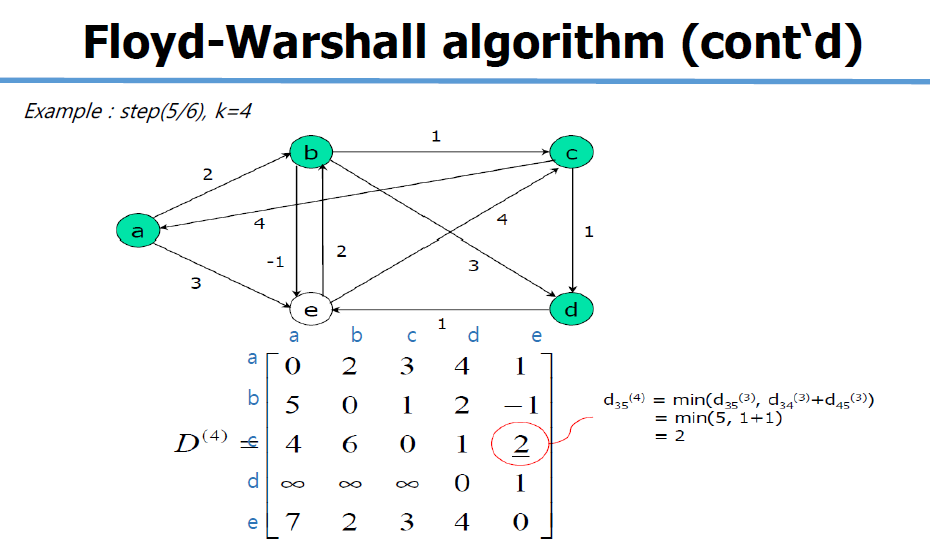 Floyd-Warshall algorithm (cont‘d)
Example : step(5/6), k=4
1
b
c
2
a
4
4
1
-1
2
3
3
e
d
1
a b c d e
a 0 2 3 4 1
b 5 0 1 2 −1
D(4) = c 4 6 0 1 2
d ∞ ∞ ∞ 0 1
e 7 2 3 4 0
d35(4) = min(d35(3), d34(3)+d45(3))
= min(5, 1+1)
= 2